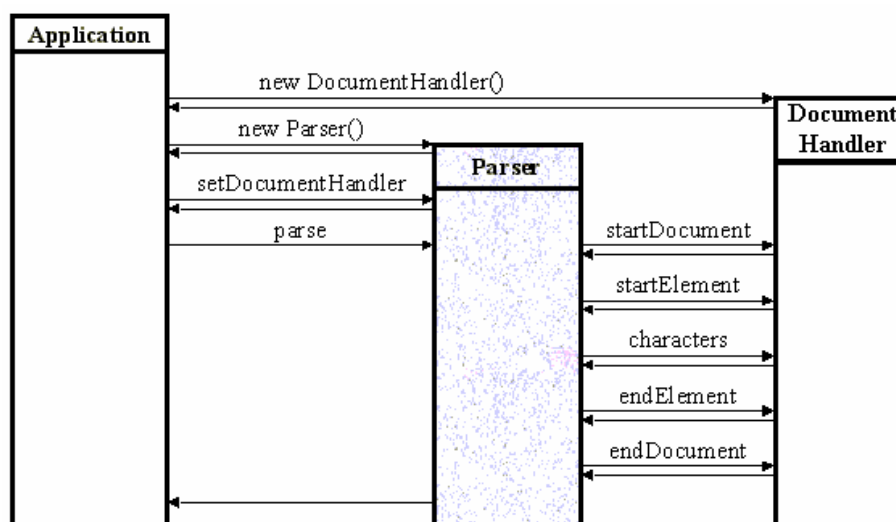 Application
new DocumentHandler()
Document
Handler
new Parser()
Parser
setDocumentHandler
parse
startDocument
startElement
characters
endElement
endDocument